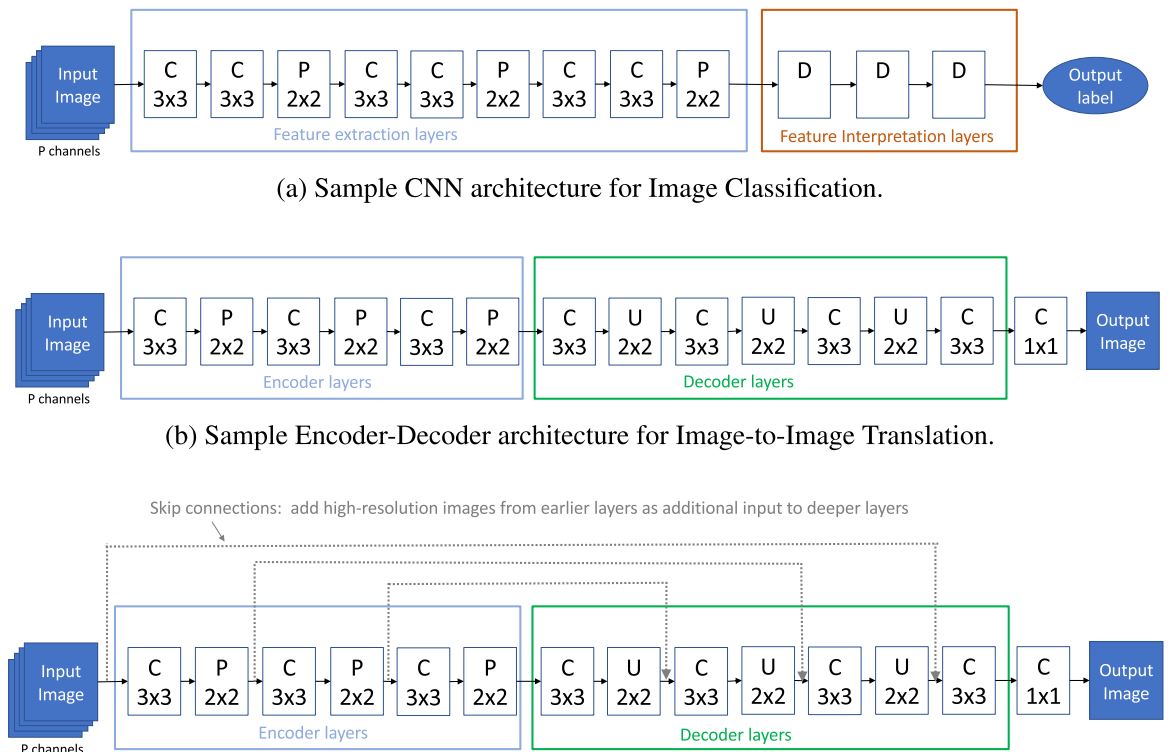 Input
Image
P channels
C
3x3
C
3x3
P
2x2
C
3x3
C
3x3
P
2x2
C
3x3
C
3x3
P
2x2
Feature extraction layers
D
D
D
Feature Interpretation layers
Output
label
(a) Sample CNN architecture for Image Classification.
Input
Image
P channels
C
3x3
P
2x2
C
3x3
P
2x2
C
3x3
P
2x2
Encoder layers
C
3x3
U
2x2
C
3x3
U
2x2
C
3x3
U
2x2
C
3x3
Decoder layers
C
1x1
Output
Image
(b) Sample Encoder-Decoder architecture for Image-to-Image Translation.
Skip connections:  add high-resolution images from earlier layers as additional input to deeper layers
Input
Image
P channels
C
3x3
P
2x2
C
3x3
P
2x2
C
3x3
P
2x2
Encoder layers
C
3x3
U
2x2
C
3x3
U
2x2
C
3x3
U
2x2
C
3x3
Decoder layers
C
1x1
Output
Image